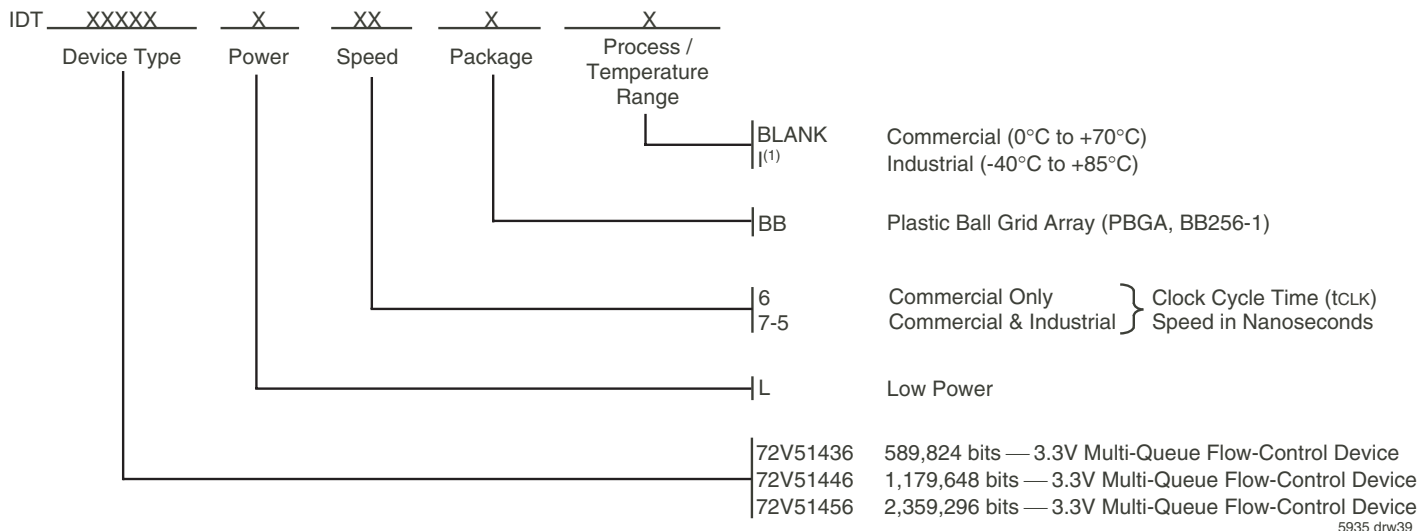 IDT XXXXX X XX X X
Device Type Power Speed Package Process /
Temperature
Range
BLANK Commercial (0°C to +70°C)
I(1) Industrial (-40°C to +85°C)
BB Plastic Ball Grid Array (PBGA, BB256-1)
6 Commercial Only Clock Cycle Time (tCLK)
7-5 Commercial & Industrial Speed in Nanoseconds
L Low Power
72V51436 589,824 bits — 3.3V Multi-Queue Flow-Control Device
72V51446 1,179,648 bits — 3.3V Multi-Queue Flow-Control Device
72V51456 2,359,296 bits — 3.3V Multi-Queue Flow-Control Device
5935 drw39